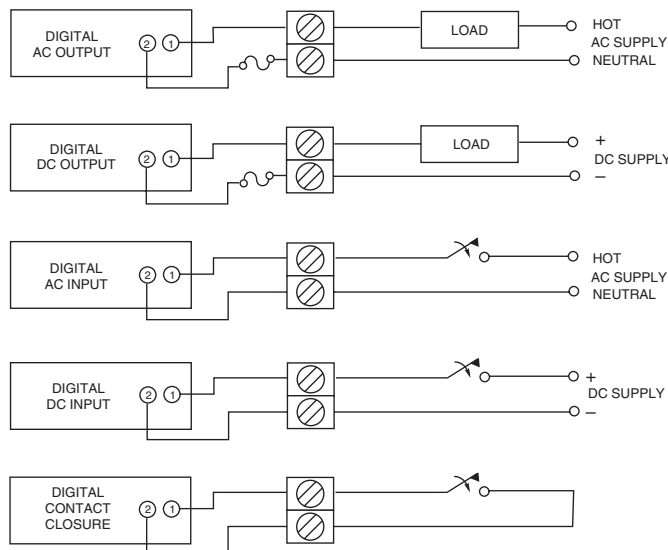 DIGITAL
AC OUTPUT
2 1
LOAD
HOT
AC SUPPLY
NEUTRAL
DIGITAL
DC OUTPUT
2 1
LOAD
+
DC SUPPLY
–
DIGITAL
AC INPUT
2 1
HOT
AC SUPPLY
NEUTRAL
DIGITAL
DC INPUT
2 1
+
DC SUPPLY
–
DIGITAL
CONTACT
CLOSURE
2 1